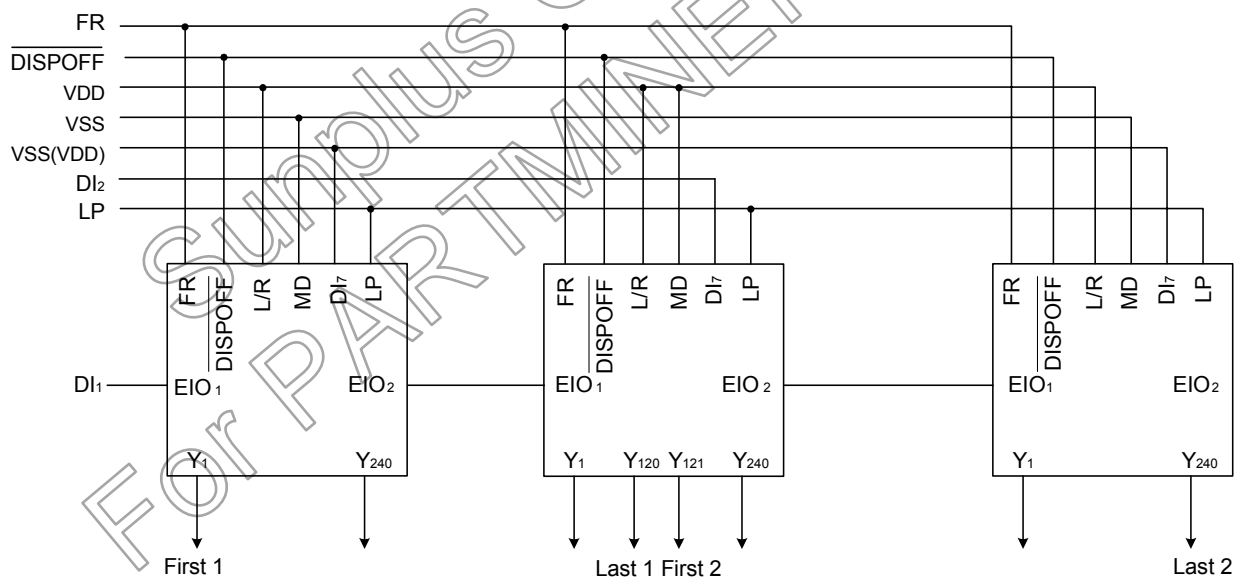 FR
DISPOFF
VDD
VSS
VSS(VDD)
DI2
LP
Sunplus
For PARTMINER
FR DISPOFF L/R MD DI7 LP
FR DISPOFF L/R MD DI7 LP
FR DISPOFF L/R MD DI7 LP
DI1 EIO1 EIO2 EIO1 EIO2 EIO1 EIO2
Y1 Y240 Y1 Y120 Y121 Y240 Y1 Y240
First 1 Last 1 First 2 Last 2